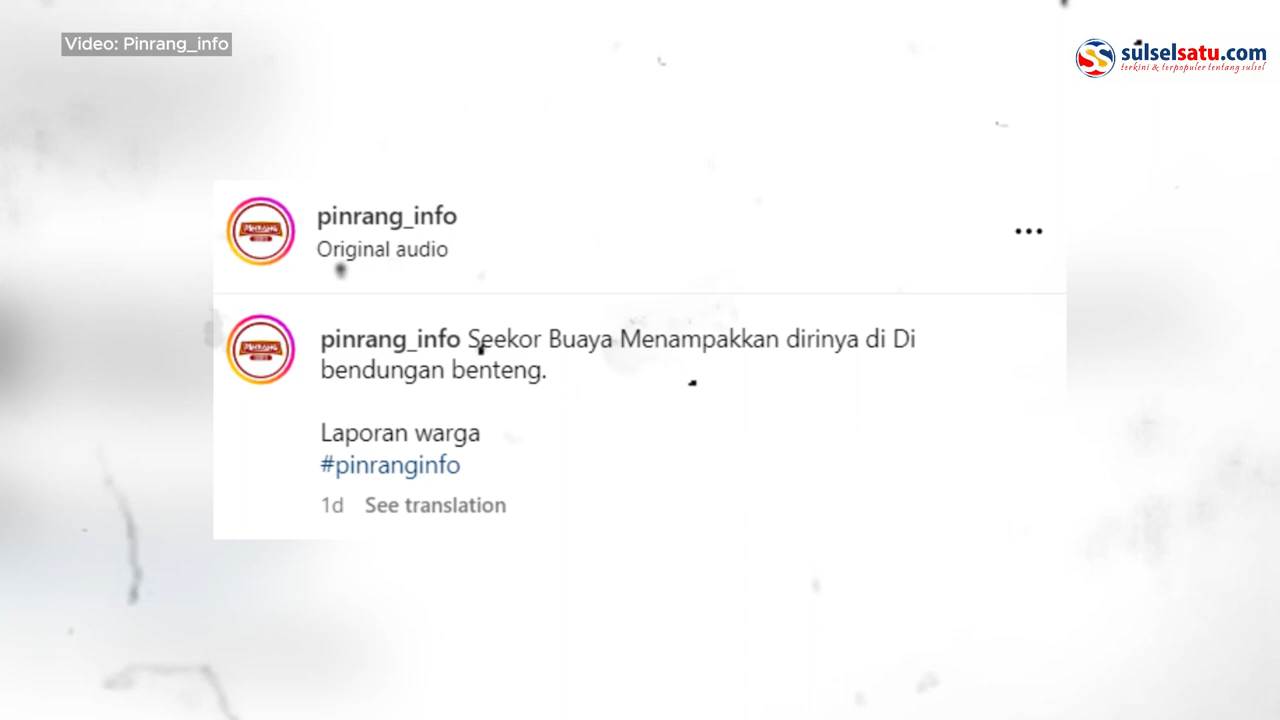 Video: Pinrang_info
sulselsatu.com
terkini & terpopuler tentang sulsel
pinrang_info
Original audio
pinrang_info Seekor Buaya Menampakkan dirinya di Di
bendungan benteng.
Laporan warga
#pinranginfo
1d See translation